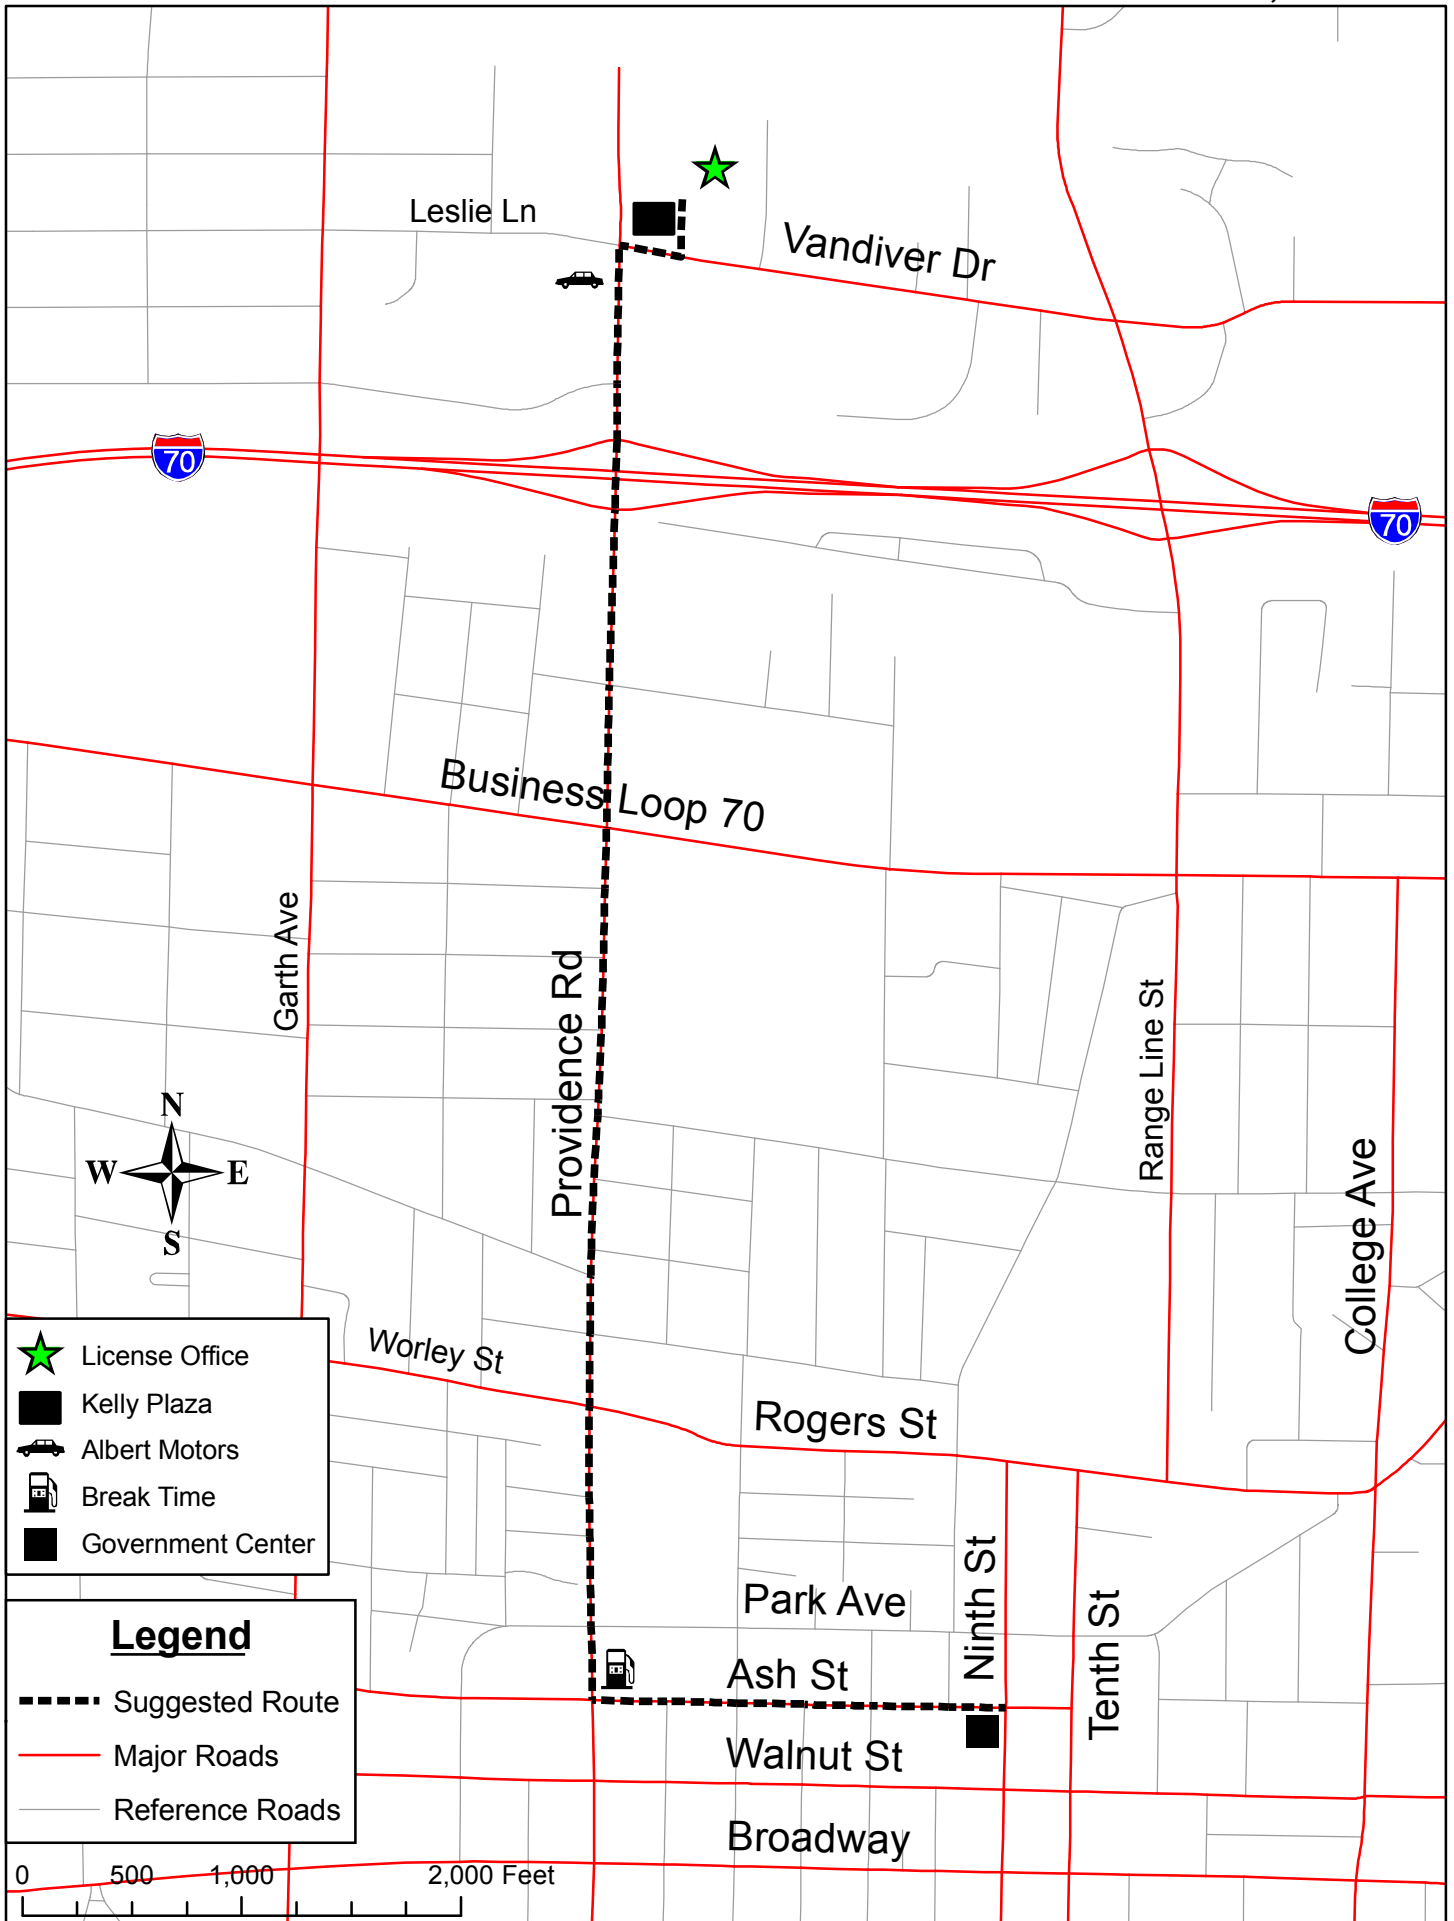 Leslie Ln
Vandiver Dr
70
70
Business Loop 70
Garth Ave
Providence Rd
Range Line St
N
W E
S
College Ave
License Office
Kelly Plaza
Albert Motors
Break Time
Government Center
Worley St
Rogers St
Park Ave
Ninth St
Tenth St
Legend
Suggested Route
Major Roads
Reference Roads
Ash St
Walnut St
Broadway
0 500 1,000 2,000 Feet